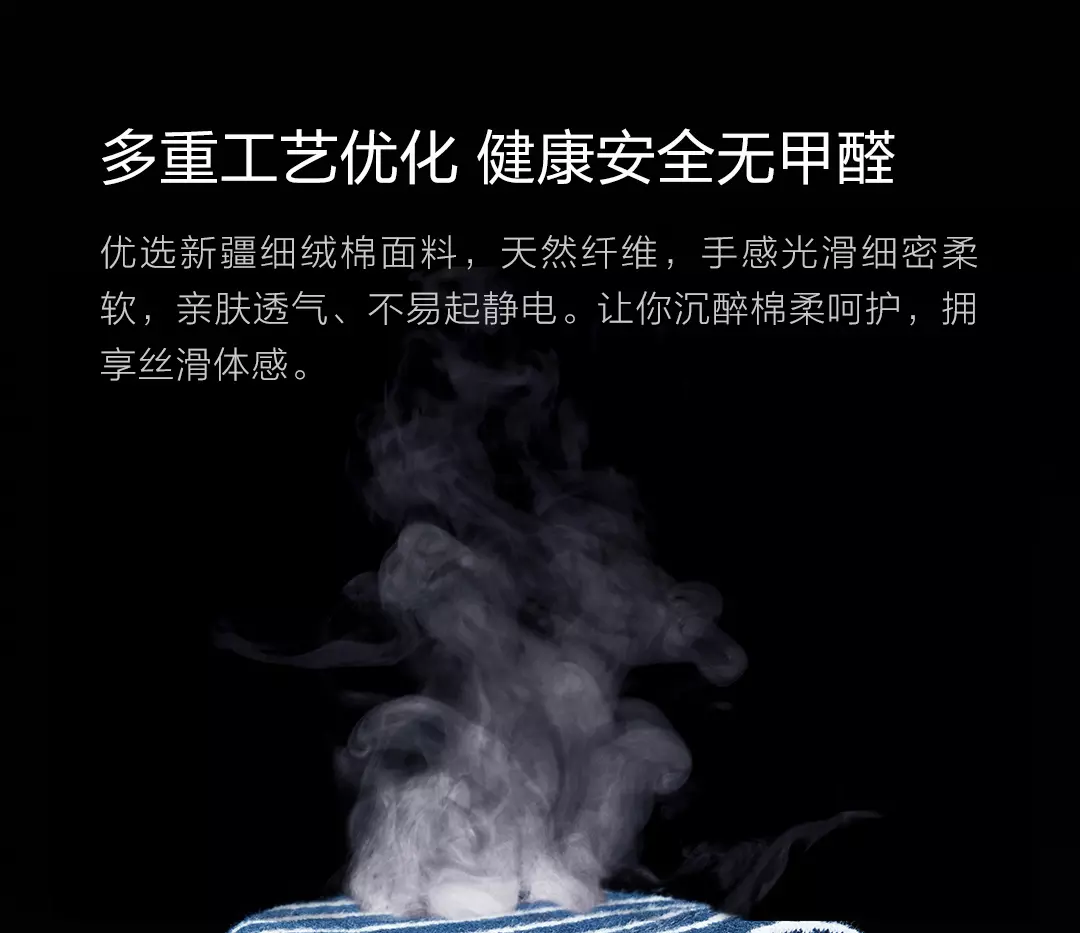 多重工艺优化 健康安全无甲醛
优选新疆细绒棉面料，天然纤维，手感光滑细密柔
软，亲肤透气、不易起静电。让你沉醉棉柔呵护，拥
享丝滑体感。